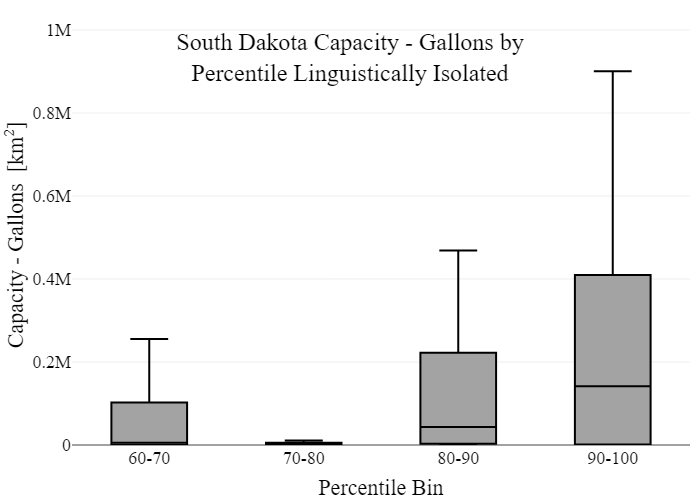 South Dakota Capacity - Gallons by
Percentile Linguistically Isolated
Capacity - Gallons [km²]
1M
0.8M
0.6M
0.4M
0.2M
0
60-70
70-80
80-90
90-100
Percentile Bin